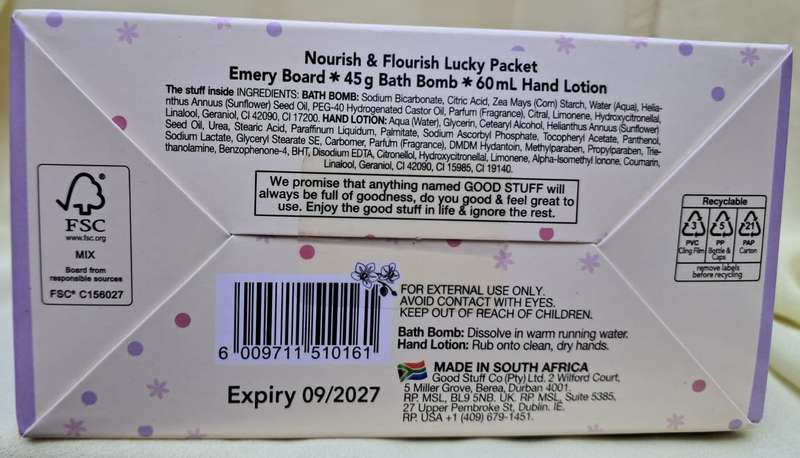 Nourish & Flourish Lucky Packet
Emery Board * 45g Bath Bomb * 60mL Hand Lotion
The stuff inside INGREDIENTS: BATH BOMB: Sodium Bicarbonate, Citric Acid, Zea Mays (Corn) Starch, Water (Aqua), Helia-
nthus Annuus (Sunflower) Seed Oil, PEG-40 Hydrogenated Castor Oil, Parfum (Fragrance), Citral, Limonene, Hydroxycitronellal,
Linalool, Geraniol, CI 42090, CI 17200. HAND LOTION: Aqua (Water), Glycerin, Cetearyl Alcohol, Helianthus Annuus (Sunflower)
Seed Oil, Urea, Stearic Acid, Paraffinum Liquidum, Palmitate, Sodium Ascorbyl Phosphate, Tocopheryl Acetate, Panthenol,
Sodium Lactate, Glyceryl Stearate SE, Carbomer, Parfum (Fragrance), DMDM Hydantoin, Methylparaben, Propylparaben, Trie-
thanolamine, Benzophenone-4, BHT, Disodium EDTA, Citronellol, Hydroxycitronellal, Limonene, Alpha-Isomethyl Ionone, Coumarin,
Linalool, Geraniol, CI 42090, CI 15985, CI 19140.
We promise that anything named GOOD STUFF will
always be full of goodness, do you good & feel great to
use. Enjoy the good stuff in life & ignore the rest.
FSC
www.fsc.org
MIX
Board from
responsible sources
FSC® C156027
Recyclable
3 5 21
PVC PP PAP
Cling Film Bottle & Caps Carton
remove labels
before recycling
6 009711 510161
Expiry 09/2027
FOR EXTERNAL USE ONLY.
AVOID CONTACT WITH EYES.
KEEP OUT OF REACH OF CHILDREN.
Bath Bomb: Dissolve in warm running water.
Hand Lotion: Rub onto clean, dry hands.
MADE IN SOUTH AFRICA
Good Stuff Co (Pty) Ltd. 2 Wilford Court,
5 Miller Grove, Berea, Durban 4001.
RP. MSL, BL9 5NB. UK. RP. MSL, Suite 5385,
27 Upper Pembroke St, Dublin. IE.
RP. USA +1 (409) 679-1451.